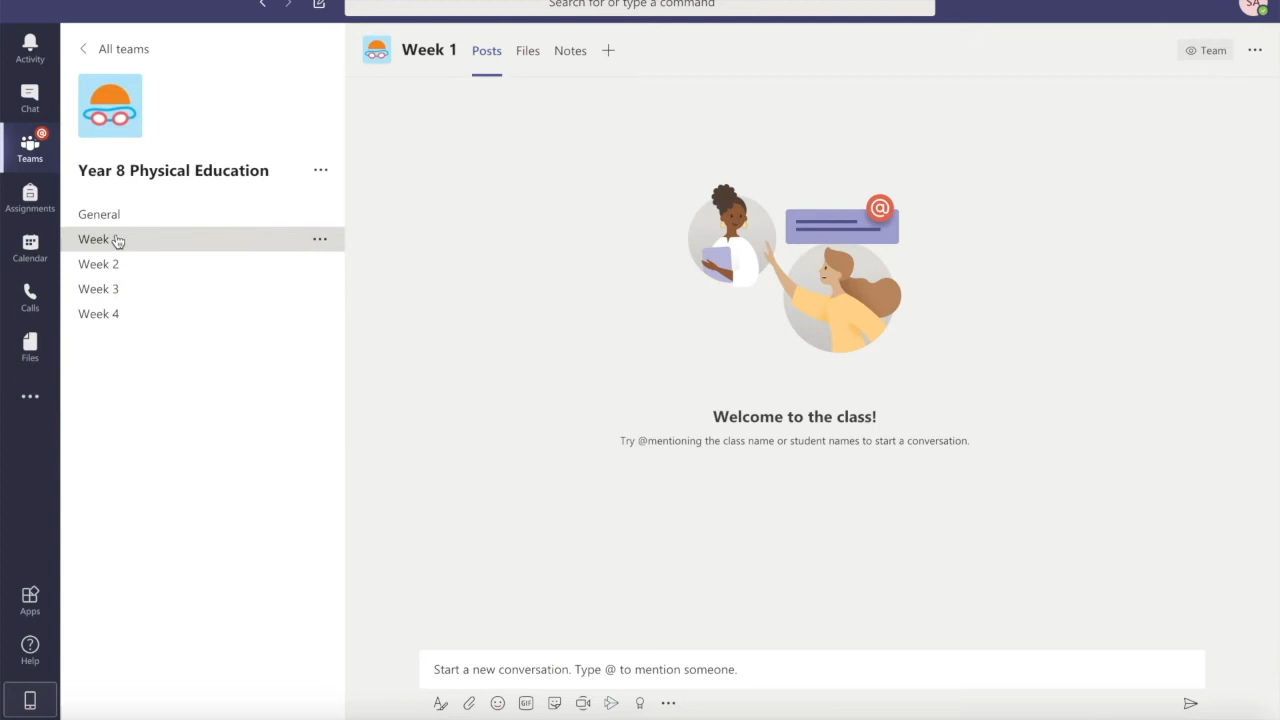 Search for or type a command
SA
Activity
Chat
Teams
Assignments
Calendar
Calls
Files
Apps
Help
All teams
Year 8 Physical Education
General
Week
Week 2
Week 3
Week 4
Week 1 Posts Files Notes
Team
Welcome to the class!
Try @mentioning the class name or student names to start a conversation.
Start a new conversation. Type @ to mention someone.
GIF